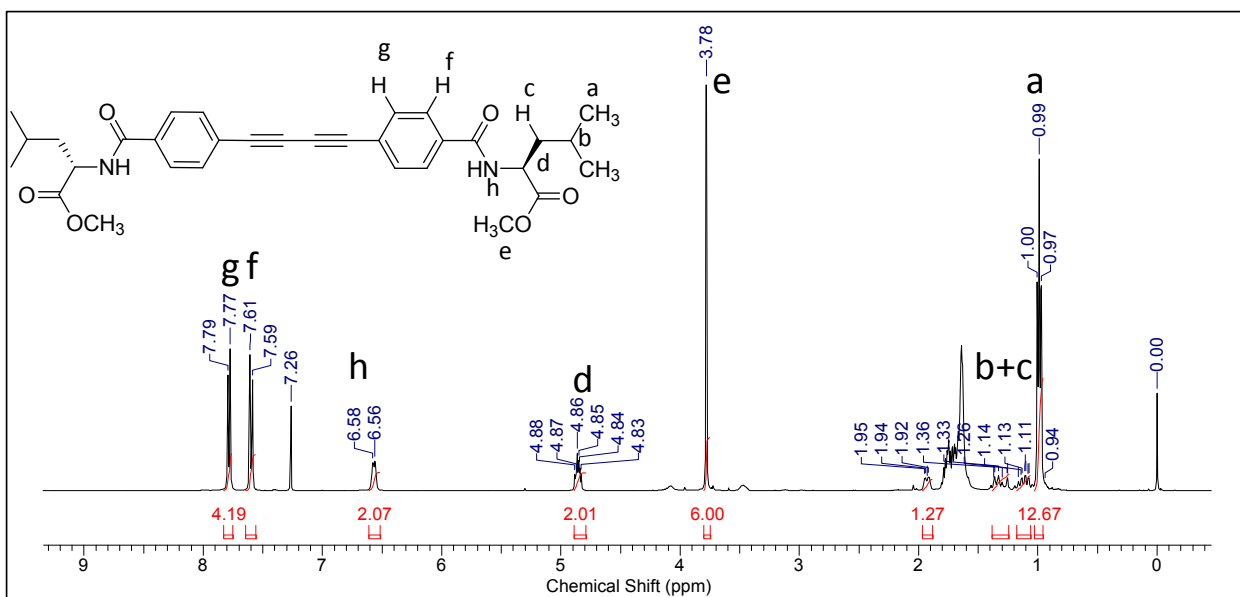 g
f
H
H
c
a
H
CH3
O
O
b
N
H
d
CH3
N
H
h
O
O
OCH3
H3CO
O
e
g f
7.79
7.77
7.61
7.59
7.26
h
6.58
6.56
d
4.88
4.87
4.86
4.85
4.84
4.83
3.78
e
b+c
1.95
1.94
1.92
1.36
1.33
1.26
1.14
1.13
1.11
0.94
a
1.00
0.99
0.97
0.00
4.19
2.07
2.01
6.00
1.27
12.67
9
8
7
6
5
4
3
2
1
0
Chemical Shift (ppm)